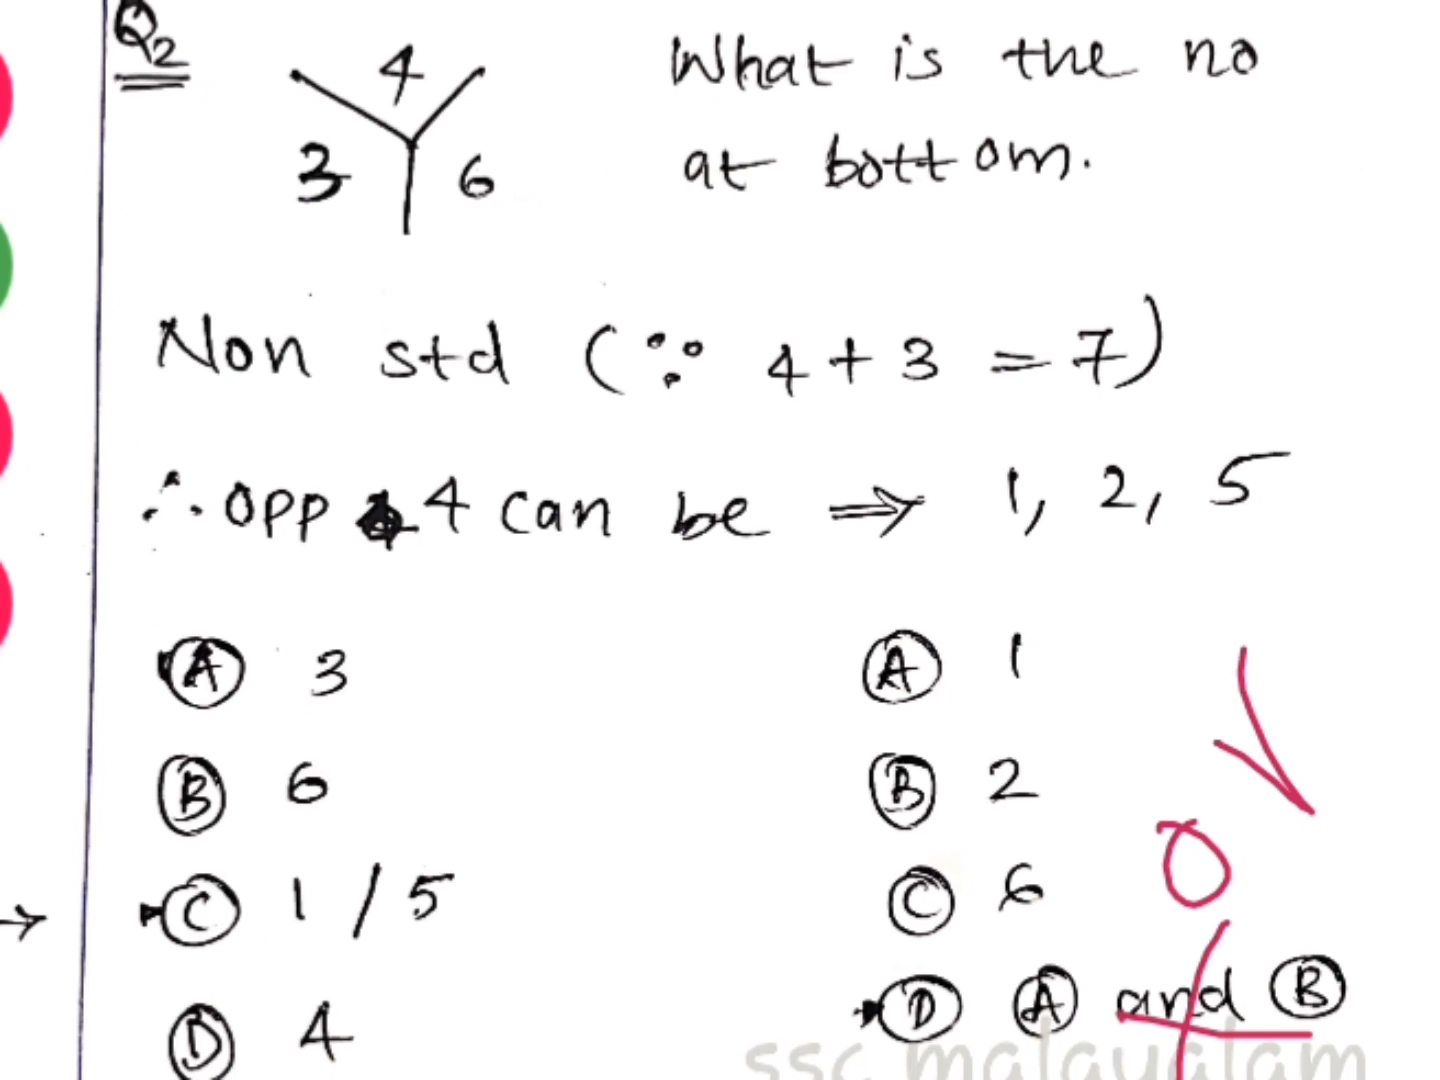 Q2
4
3 6
What is the no
at bottom.
Non std (∵ 4 + 3 = 7)
∴ opp 4 can be ⇒ 1, 2, 5
(A) 3
(B) 6
→ (C) 1 / 5
(D) 4
(A) 1
(B) 2
(C) 6
(D) (A) and (B)
ssc malayalam